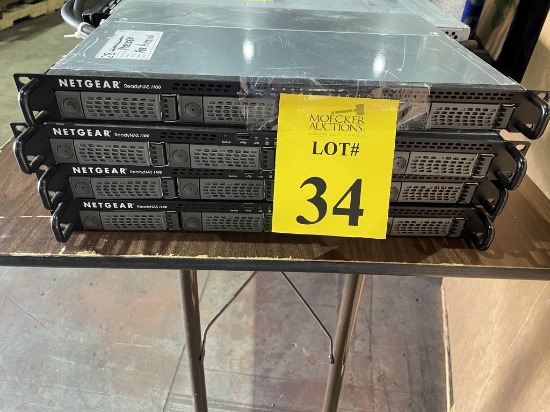 NETGEAR ReadyNAS 1100
NETGEAR ReadyNAS 1100
NETGEAR ReadyNAS 1100
NETGEAR ReadyNAS 1100
MOECKER
AUCTIONS
LOT#
34